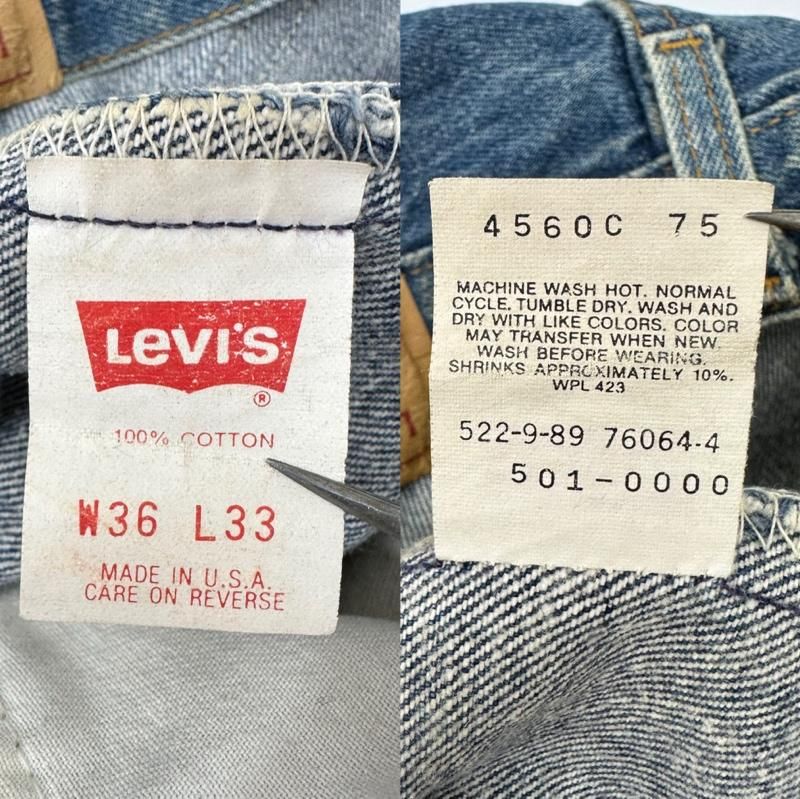 LEVI'S
®
100% COTTON
W36 L33
MADE IN U.S.A.
CARE ON REVERSE
4560C 75
MACHINE WASH HOT. NORMAL
CYCLE. TUMBLE DRY. WASH AND
DRY WITH LIKE COLORS. COLOR
MAY TRANSFER WHEN NEW.
WASH BEFORE WEARING.
SHRINKS APPROXIMATELY 10%.
WPL 423
522-9-89 76064-4
501-0000